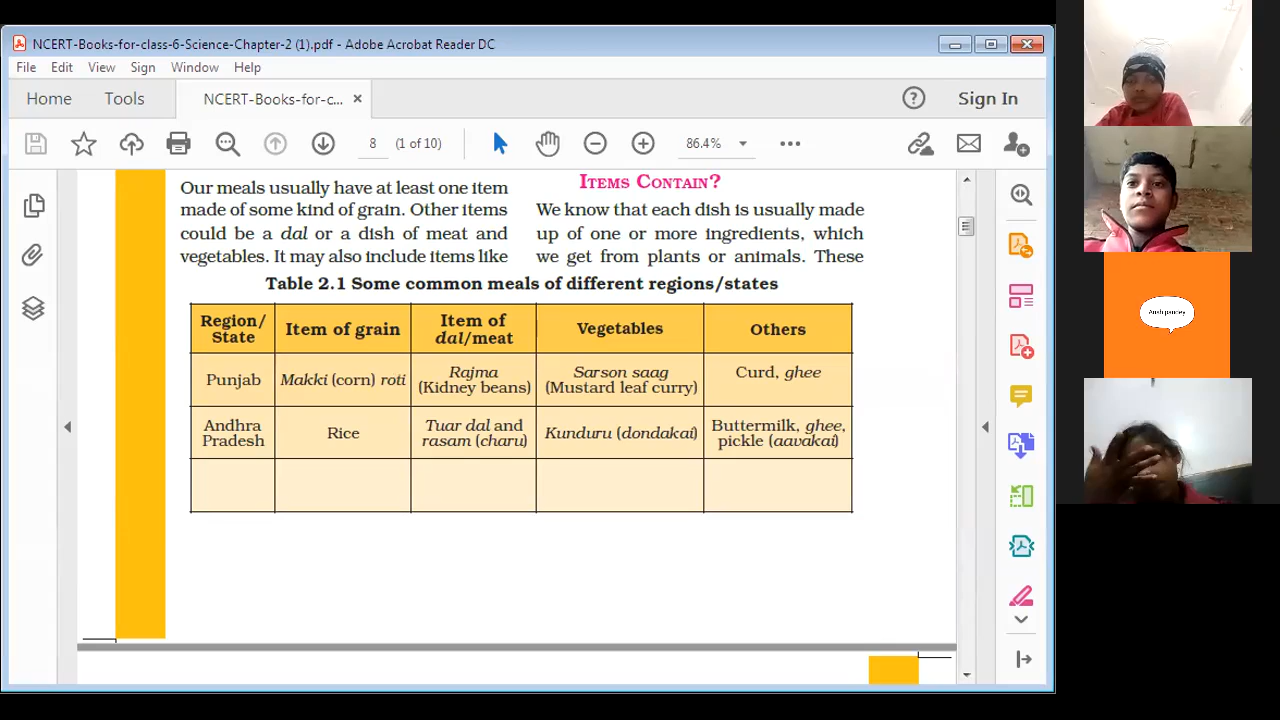 NCERT-Books-for-class-6-Science-Chapter-2 (1).pdf - Adobe Acrobat Reader DC
File Edit View Sign Window Help
Home Tools NCERT-Books-for-c... × Sign In
8 (1 of 10) 86.4%
Our meals usually have at least one item
made of some kind of grain. Other items
could be a dal or a dish of meat and
vegetables. It may also include items like
ITEMS CONTAIN?
We know that each dish is usually made
up of one or more ingredients, which
we get from plants or animals. These
Table 2.1 Some common meals of different regions/states
Region/
State
Item of grain
Item of
dal/meat
Vegetables
Others
Punjab
Makki (corn) roti
Rajma
(Kidney beans)
Sarson saag
(Mustard leaf curry)
Curd, ghee
Andhra
Pradesh
Rice
Tuar dal and
rasam (charu)
Kunduru (dondakai)
Buttermilk, ghee,
pickle (aavakai)
Ansh pandey